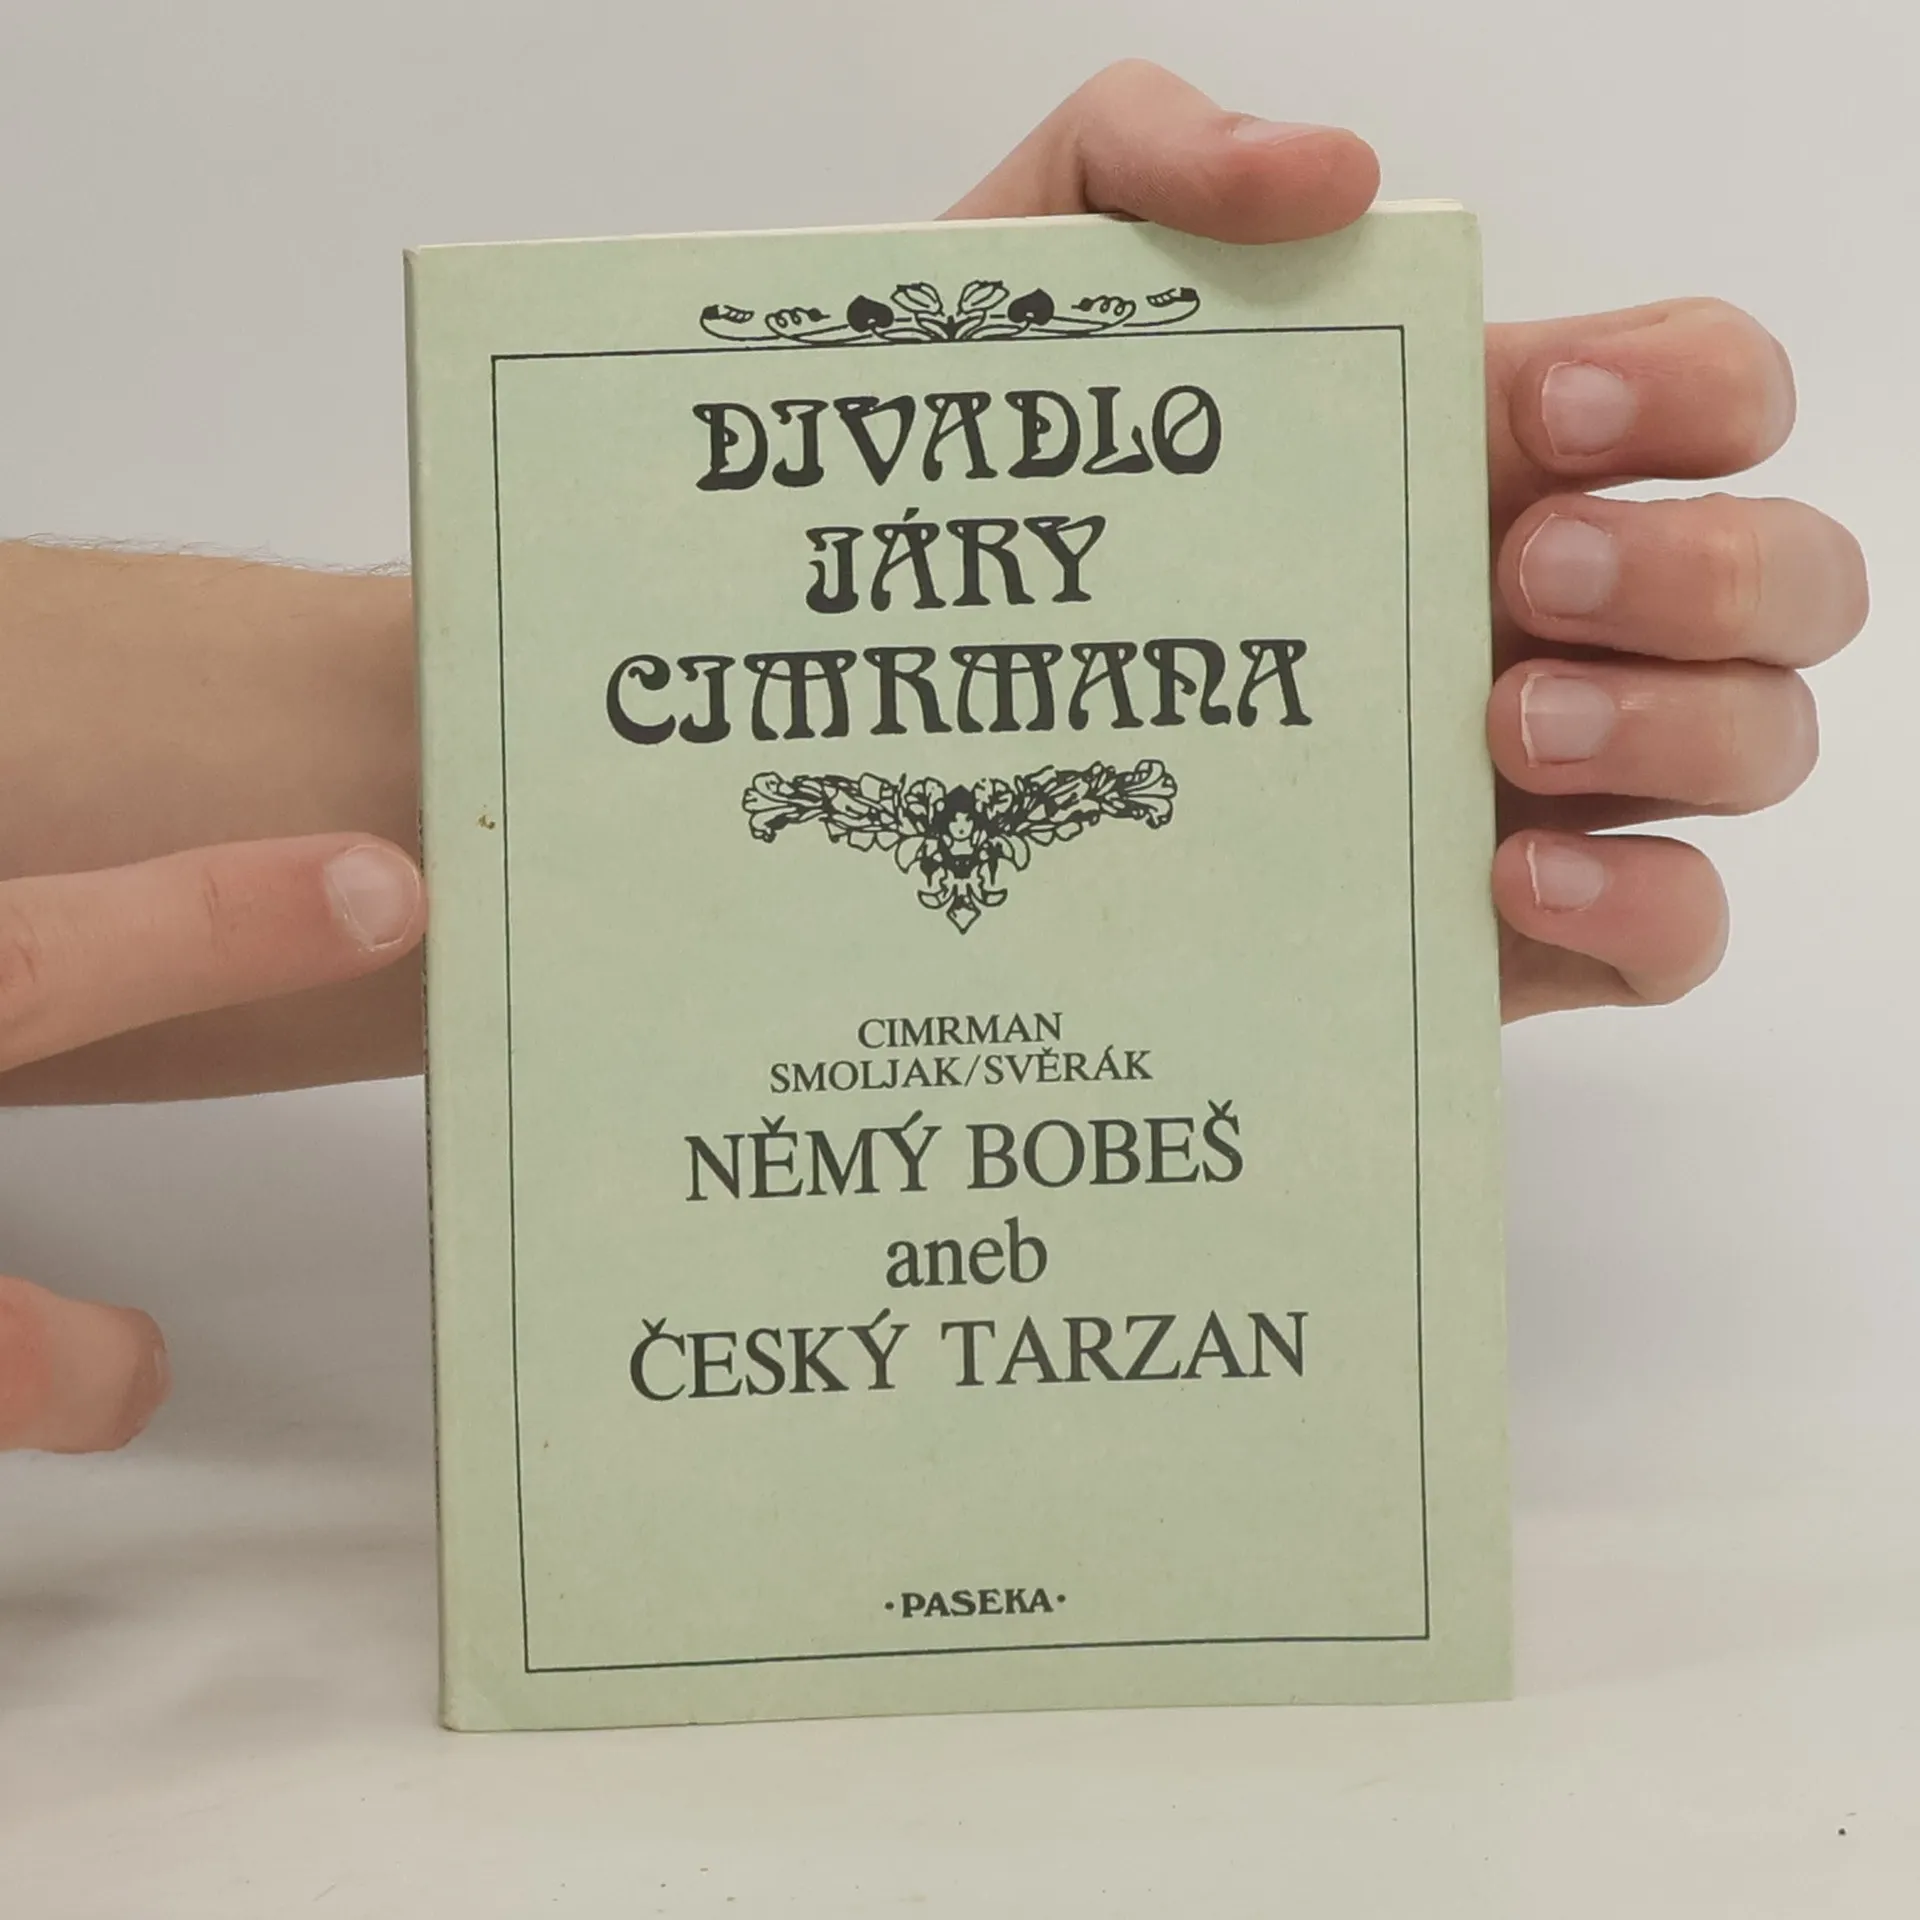 DIVADLO
JÁRY
CIMRMANA
CIMRMAN
SMOLJAK/SVĚRÁK
NĚMÝ BOBEŠ
aneb
ČESKÝ TARZAN
·PASEKA·